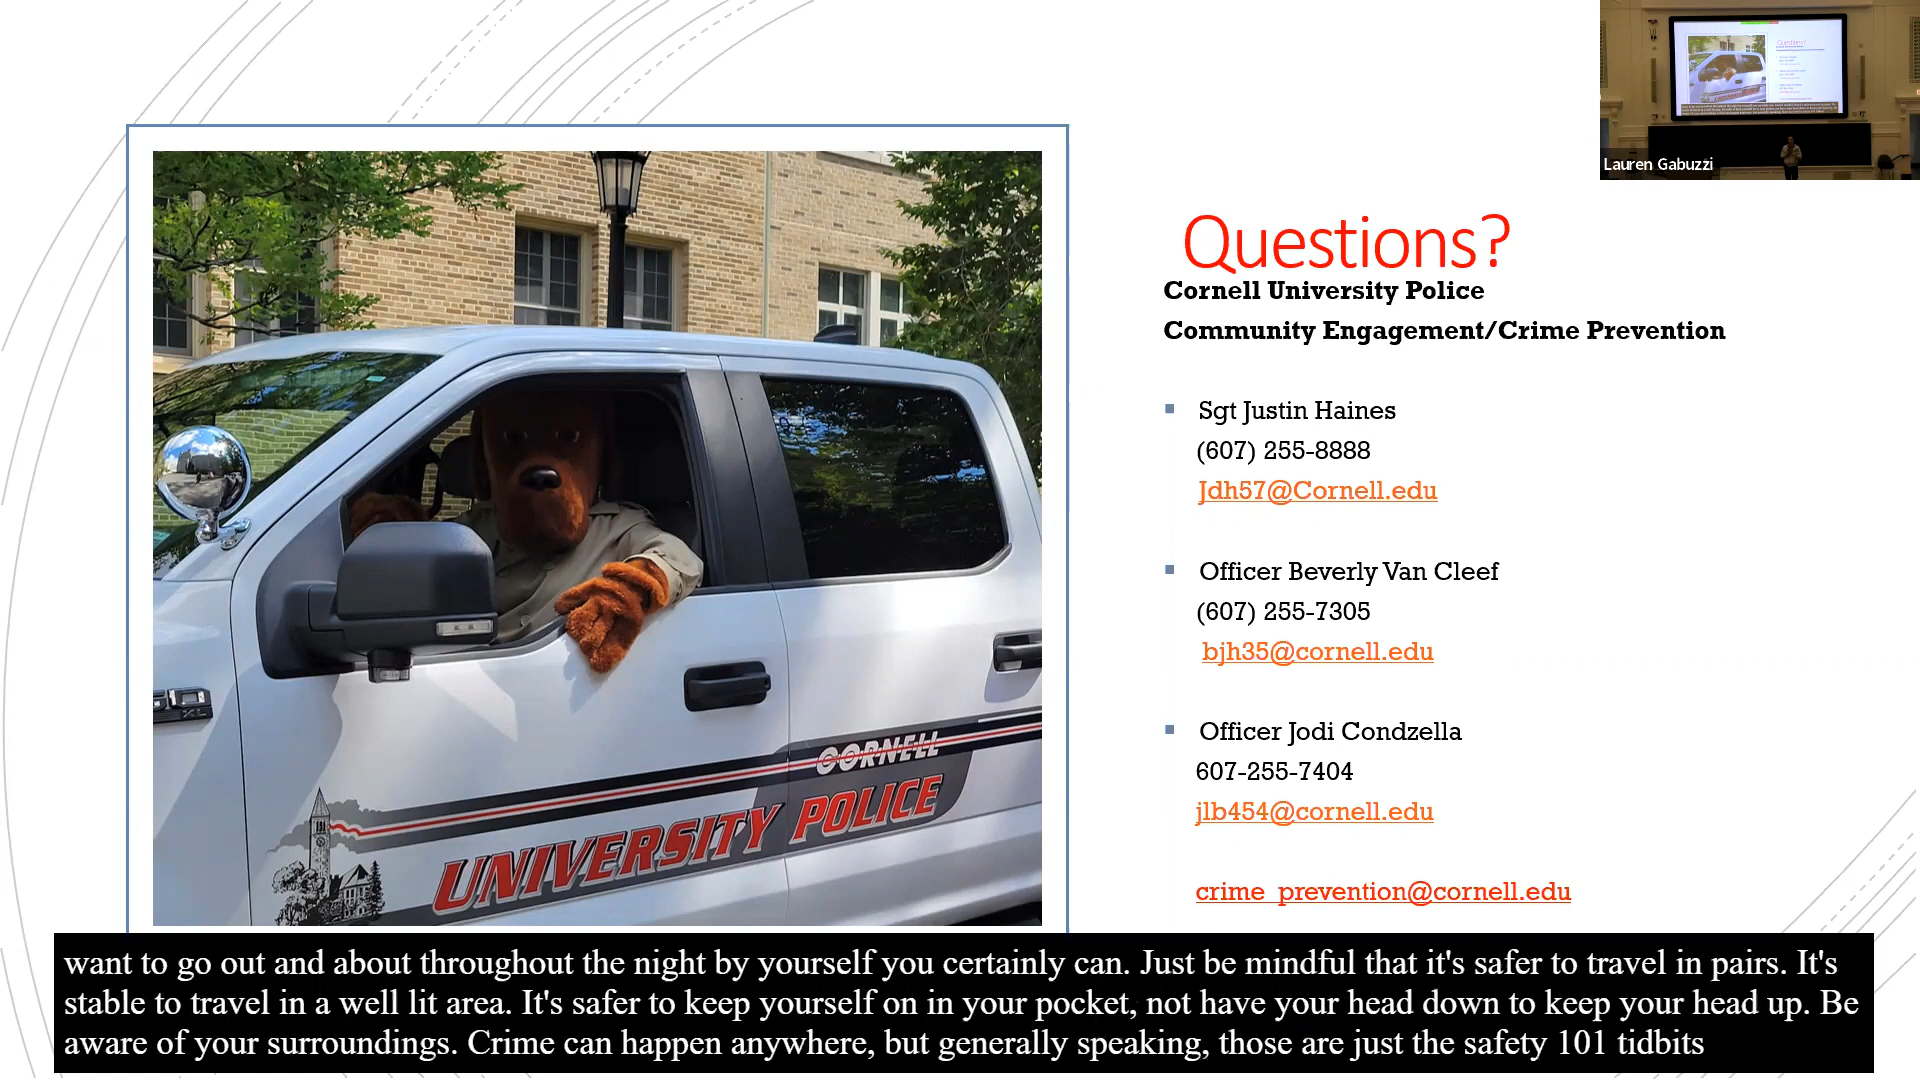 Lauren Gabuzzi
Questions?
Cornell University Police
Community Engagement/Crime Prevention
Sgt Justin Haines
(607) 255-8888
Jdh57@Cornell.edu
Officer Beverly Van Cleef
(607) 255-7305
bjh35@cornell.edu
Officer Jodi Condzella
607-255-7404
jlb454@cornell.edu
crime_prevention@cornell.edu
XL
CORNELL
UNIVERSITY POLICE
want to go out and about throughout the night by yourself you certainly can. Just be mindful that it's safer to travel in pairs. It's
stable to travel in a well lit area. It's safer to keep yourself on in your pocket, not have your head down to keep your head up. Be
aware of your surroundings. Crime can happen anywhere, but generally speaking, those are just the safety 101 tidbits